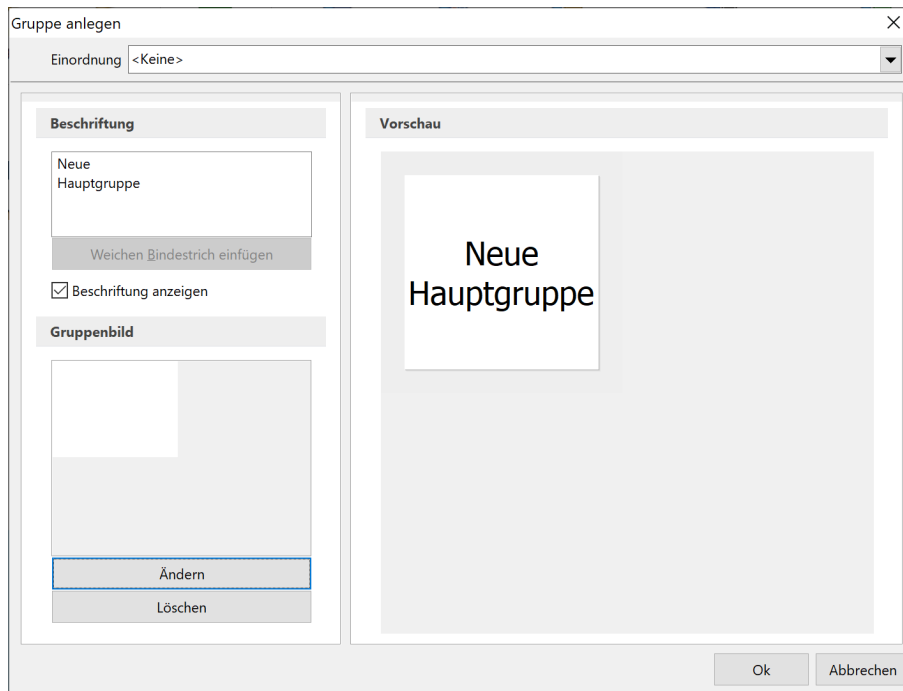 Gruppe anlegen
Einordnung <Keine>
Beschriftung
Neue
Hauptgruppe
Weichen Bindestrich einfügen
Beschriftung anzeigen
Gruppenbild
Ändern
Löschen
Vorschau
Neue
Hauptgruppe
Ok Abbrechen